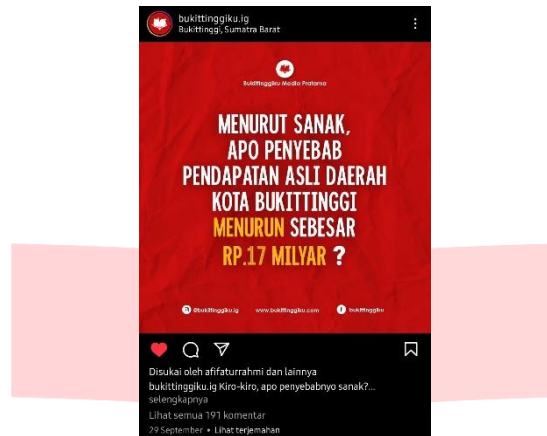 bukittinggiku.ig
Bukittinggi, Sumatra Barat
Bukittinggiku Media Pratama
MENURUT SANAK,
APO PENYEBAB
PENDAPATAN ASLI DAERAH
KOTA BUKITTINGGI
MENURUN SEBESAR
RP.17 MILYAR ?
@bukittinggiku.ig www.bukittinggiku.com bukittinggiku
Disukai oleh afifaturrahmi dan lainnya
bukittinggiku.ig Kiro-kiro, apo penyebabnyo sanak?...
selengkapnya
Lihat semua 191 komentar
29 September • Lihat terjemahan